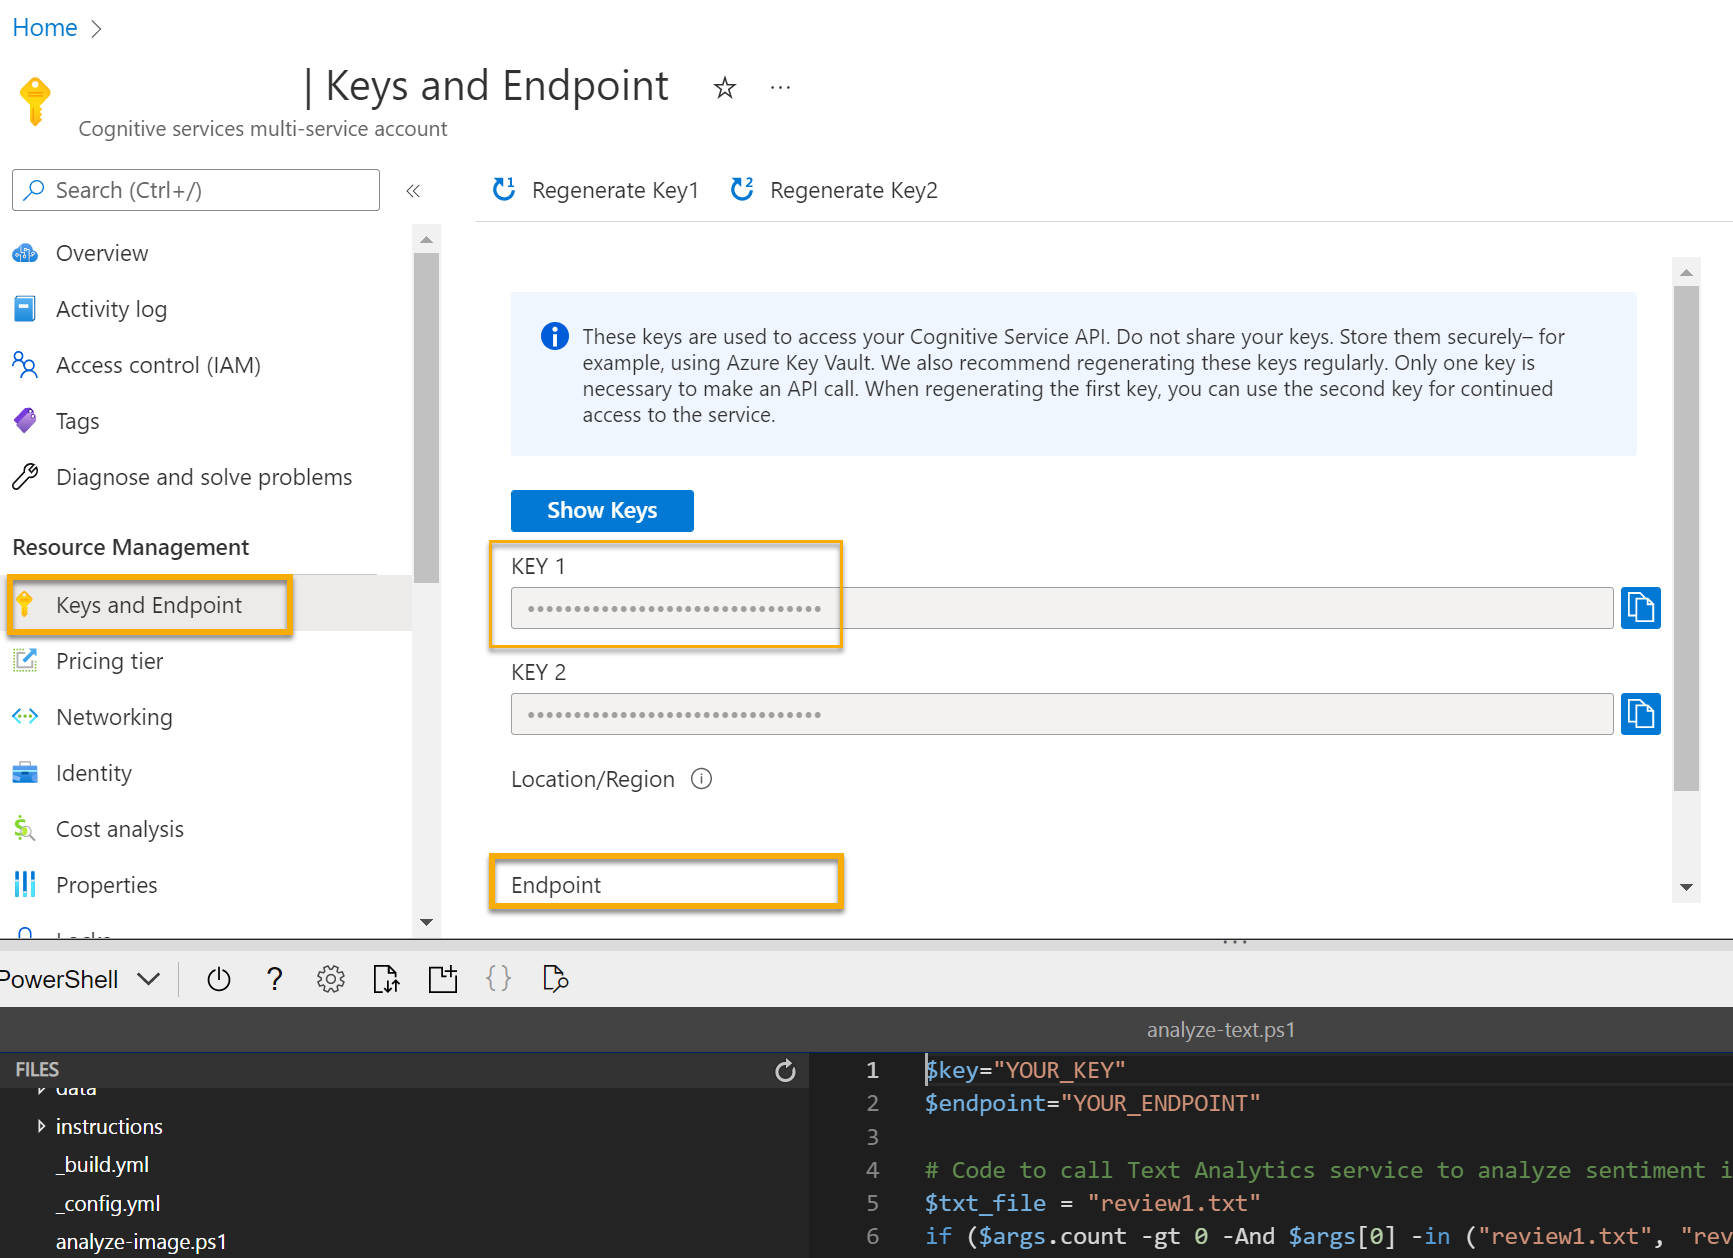 Home
| Keys and Endpoint
Cognitive services multi-service account
Search (Ctrl+/)
«
Regenerate Key1
Regenerate Key2
Overview
Activity log
Access control (IAM)
Tags
Diagnose and solve problems
Resource Management
Keys and Endpoint
Pricing tier
Networking
Identity
Cost analysis
Properties
Locks
These keys are used to access your Cognitive Service API. Do not share your keys. Store them securely– for
example, using Azure Key Vault. We also recommend regenerating these keys regularly. Only one key is
necessary to make an API call. When regenerating the first key, you can use the second key for continued
access to the service.
Show Keys
KEY 1
•••••••••••••••••••••••••••••••
KEY 2
•••••••••••••••••••••••••••••••
Location/Region
Endpoint
PowerShell
?
{}
analyze-text.ps1
FILES
data
instructions
_build.yml
_config.yml
analyze-image.ps1
1 $key="YOUR_KEY"
2 $endpoint="YOUR_ENDPOINT"
3
4 # Code to call Text Analytics service to analyze sentiment i
5 $txt_file = "review1.txt"
6 if ($args.count -gt 0 -And $args[0] -in ("review1.txt", "rev